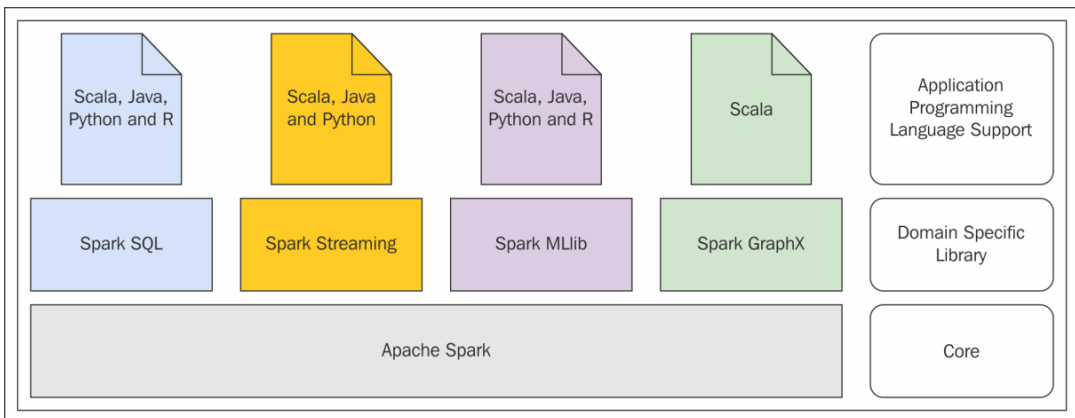 Scala, Java,
Python and R
Scala, Java
and Python
Scala, Java,
Python and R
Scala
Application
Programming
Language Support
Spark SQL
Spark Streaming
Spark MLlib
Spark GraphX
Domain Specific
Library
Apache Spark
Core